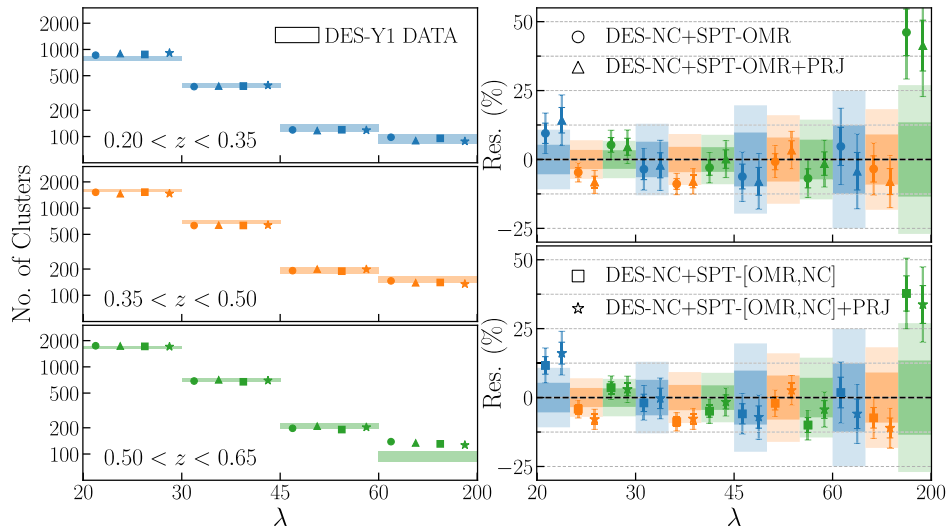 No. of Clusters
2000
1000
500
200
100
DES-Y1 DATA
0.20 < z < 0.35
2000
1000
500
200
100
0.35 < z < 0.50
2000
1000
500
200
100
0.50 < z < 0.65
20
30
45
60
200
λ
Res. (%)
50
25
0
−25
DES-NC+SPT-OMR
DES-NC+SPT-OMR+PRJ
Res. (%)
50
25
0
−25
DES-NC+SPT-[OMR,NC]
DES-NC+SPT-[OMR,NC]+PRJ
20
30
45
60
200
λ